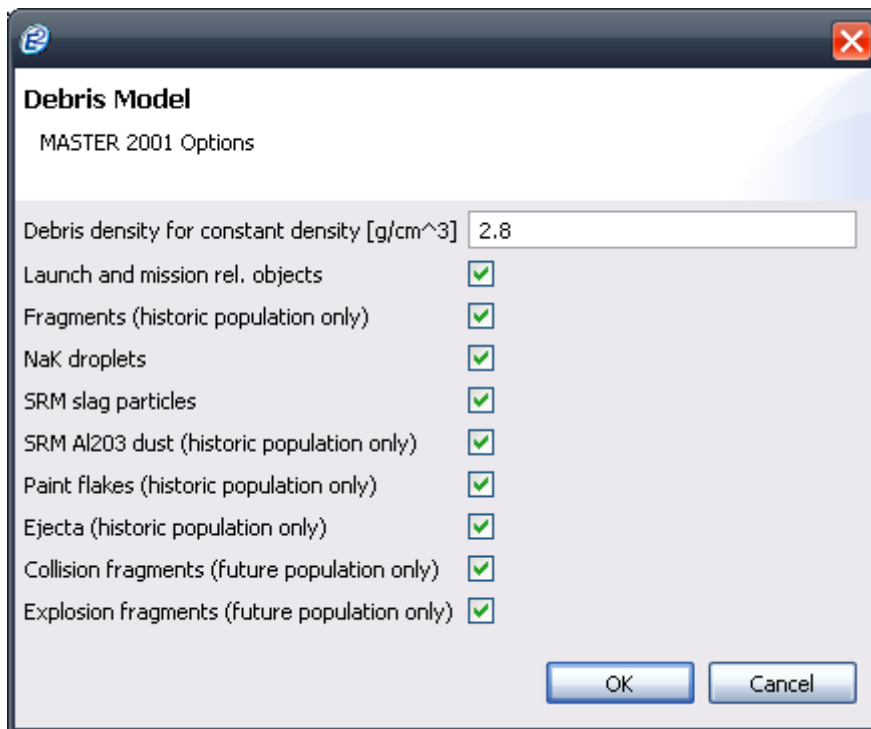 Debris Model
MASTER 2001 Options
Debris density for constant density [g/cm^3] 2.8
Launch and mission rel. objects
Fragments (historic population only)
NaK droplets
SRM slag particles
SRM Al203 dust (historic population only)
Paint flakes (historic population only)
Ejecta (historic population only)
Collision fragments (future population only)
Explosion fragments (future population only)
OK Cancel